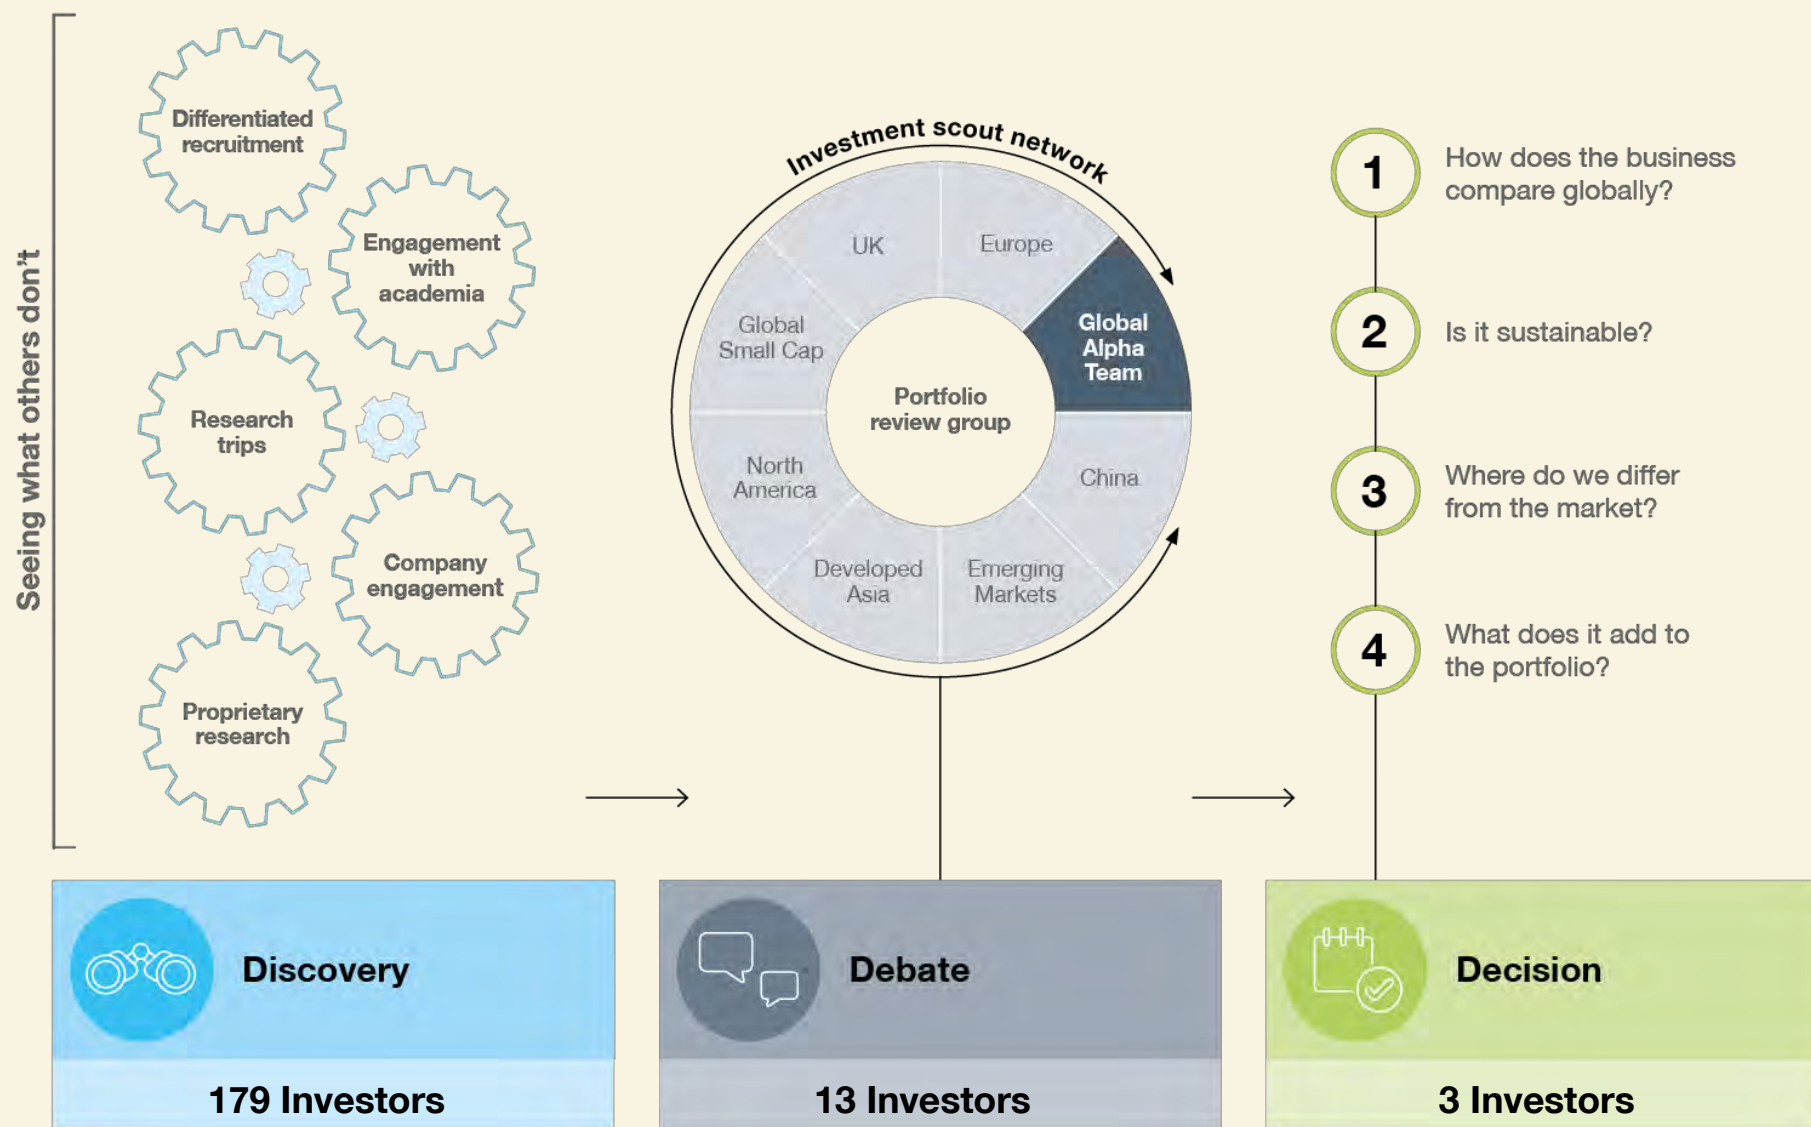 Seeing what others don't
Differentiated
recruitment
Engagement
with
academia
Research
trips
Company
engagement
Proprietary
research
Investment scout network
UK
Europe
Global
Small Cap
Global
Alpha
Team
Portfolio
review group
North
America
China
Developed
Asia
Emerging
Markets
1
How does the business
compare globally?
2
Is it sustainable?
3
Where do we differ
from the market?
4
What does it add to
the portfolio?
Discovery
179 Investors
Debate
13 Investors
Decision
3 Investors